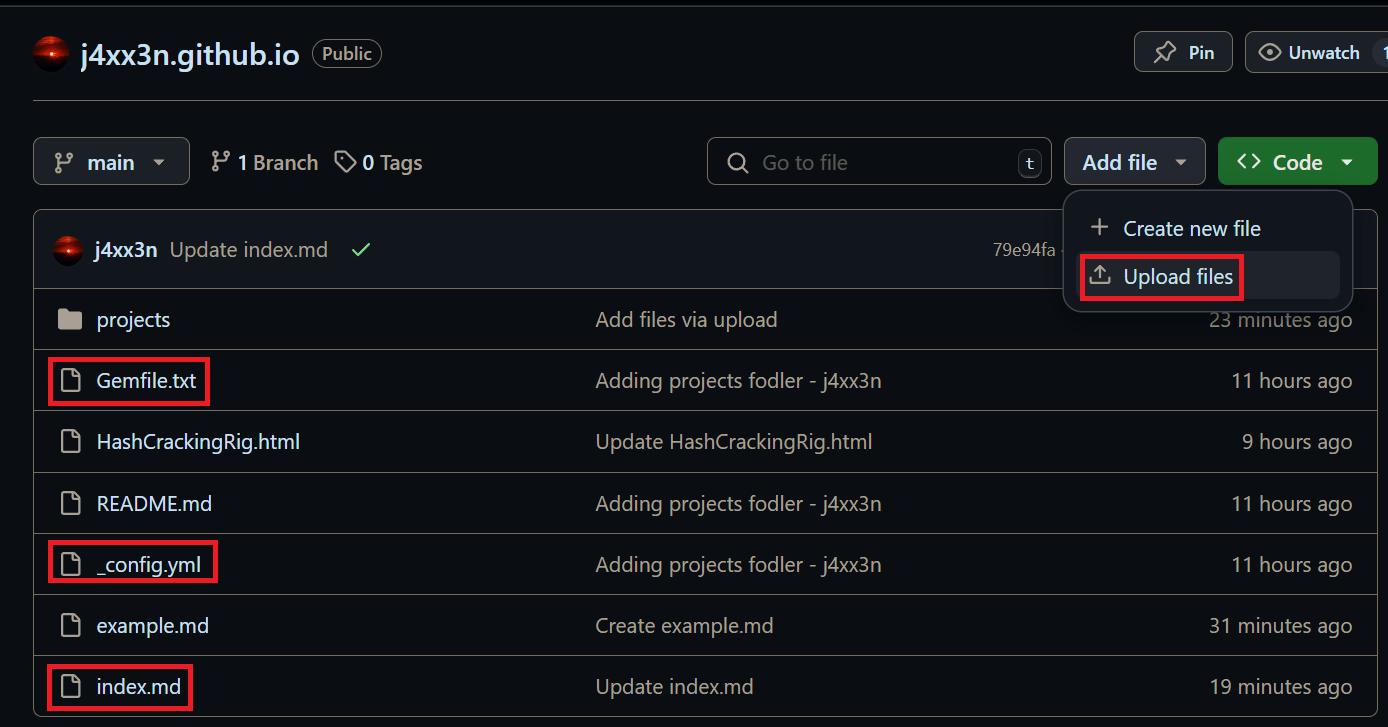 j4xx3n.github.io Public Pin Unwatch 1
main 1 Branch 0 Tags Go to file t Add file Code
Create new file
j4xx3n Update index.md 79e94fa
Upload files
projects Add files via upload 23 minutes ago
Gemfile.txt Adding projects fodler - j4xx3n 11 hours ago
HashCrackingRig.html Update HashCrackingRig.html 9 hours ago
README.md Adding projects fodler - j4xx3n 11 hours ago
_config.yml Adding projects fodler - j4xx3n 11 hours ago
example.md Create example.md 31 minutes ago
index.md Update index.md 19 minutes ago